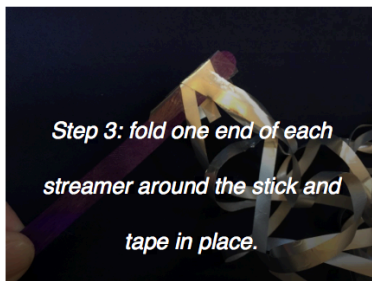 Step 3: fold one end of each
streamer around the stick and
tape in place.